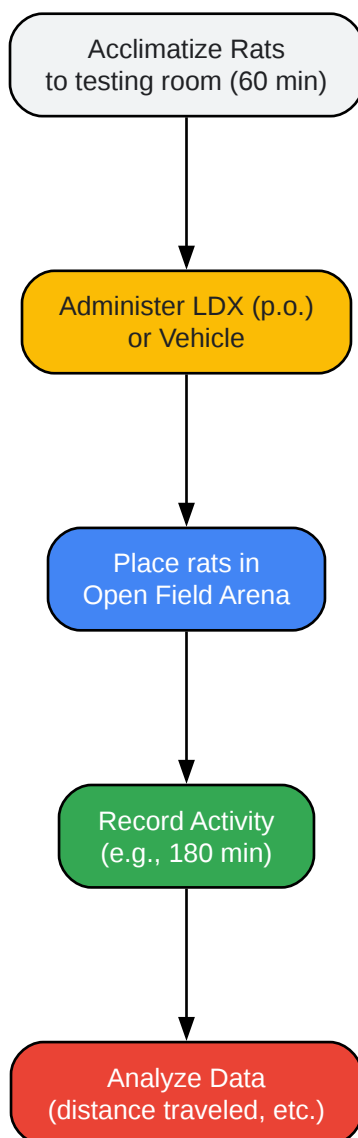 Acclimatize Rats
to testing room (60 min)
Administer LDX (p.o.)
or Vehicle
Place rats in
Open Field Arena
Record Activity
(e.g., 180 min)
Analyze Data
(distance traveled, etc.)